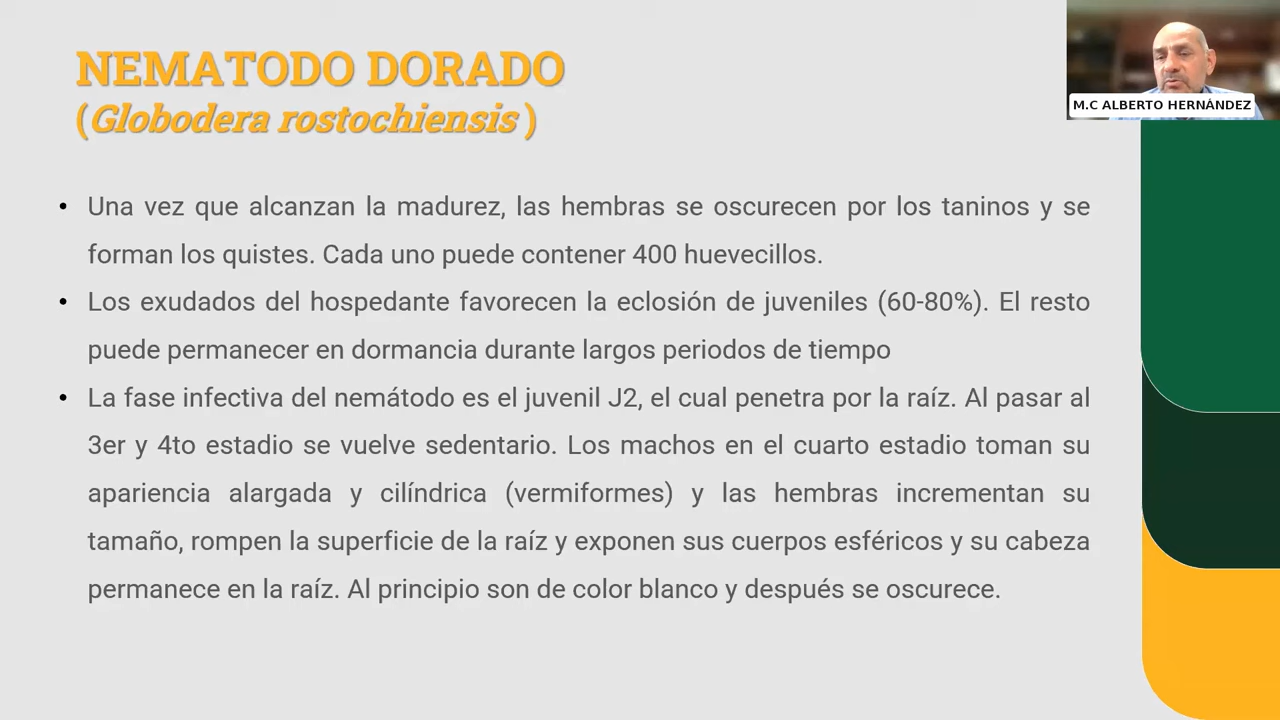 NEMATODO DORADO
(Globodera rostochiensis )
M.C ALBERTO HERNÁNDEZ
• Una vez que alcanzan la madurez, las hembras se oscurecen por los taninos y se
forman los quistes. Cada uno puede contener 400 huevecillos.
• Los exudados del hospedante favorecen la eclosión de juveniles (60-80%). El resto
puede permanecer en dormancia durante largos periodos de tiempo
• La fase infectiva del nemátodo es el juvenil J2, el cual penetra por la raíz. Al pasar al
3er y 4to estadio se vuelve sedentario. Los machos en el cuarto estadio toman su
apariencia alargada y cilíndrica (vermiformes) y las hembras incrementan su
tamaño, rompen la superficie de la raíz y exponen sus cuerpos esféricos y su cabeza
permanece en la raíz. Al principio son de color blanco y después se oscurece.